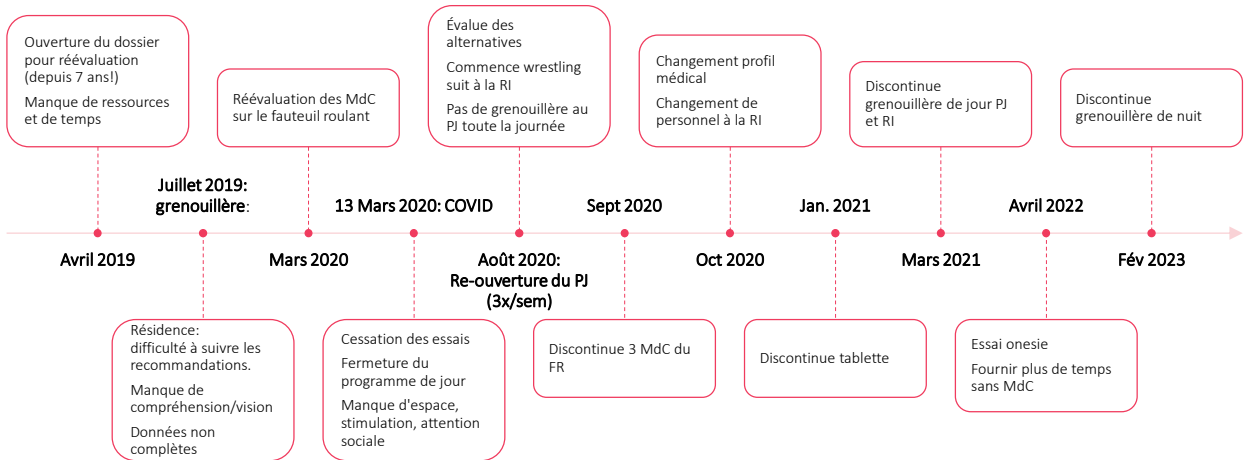 Ouverture du dossier
pour réévaluation
(depuis 7 ans!)
Manque de ressources
et de temps
Réévaluation des MdC
sur le fauteuil roulant
Évalue des
alternatives
Commence wrestling
suit à la RI
Pas de grenouillère au
PJ toute la journée
Changement profil
médical
Changement de
personnel à la RI
Discontinue
grenouillère de jour PJ
et RI
Discontinue
grenouillère de nuit
Juillet 2019:
grenouillère:
13 Mars 2020: COVID
Sept 2020
Jan. 2021
Avril 2022
Avril 2019
Mars 2020
Août 2020:
Re-ouverture du PJ
(3x/sem)
Oct 2020
Mars 2021
Fév 2023
Résidence:
difficulté à suivre les
recommandations.
Manque de
compréhension/vision
Données non
complètes
Cessation des essais
Fermeture du
programme de jour
Manque d'espace,
stimulation, attention
sociale
Discontinue 3 MdC du
FR
Discontinue tablette
Essai onesie
Fournir plus de temps
sans MdC